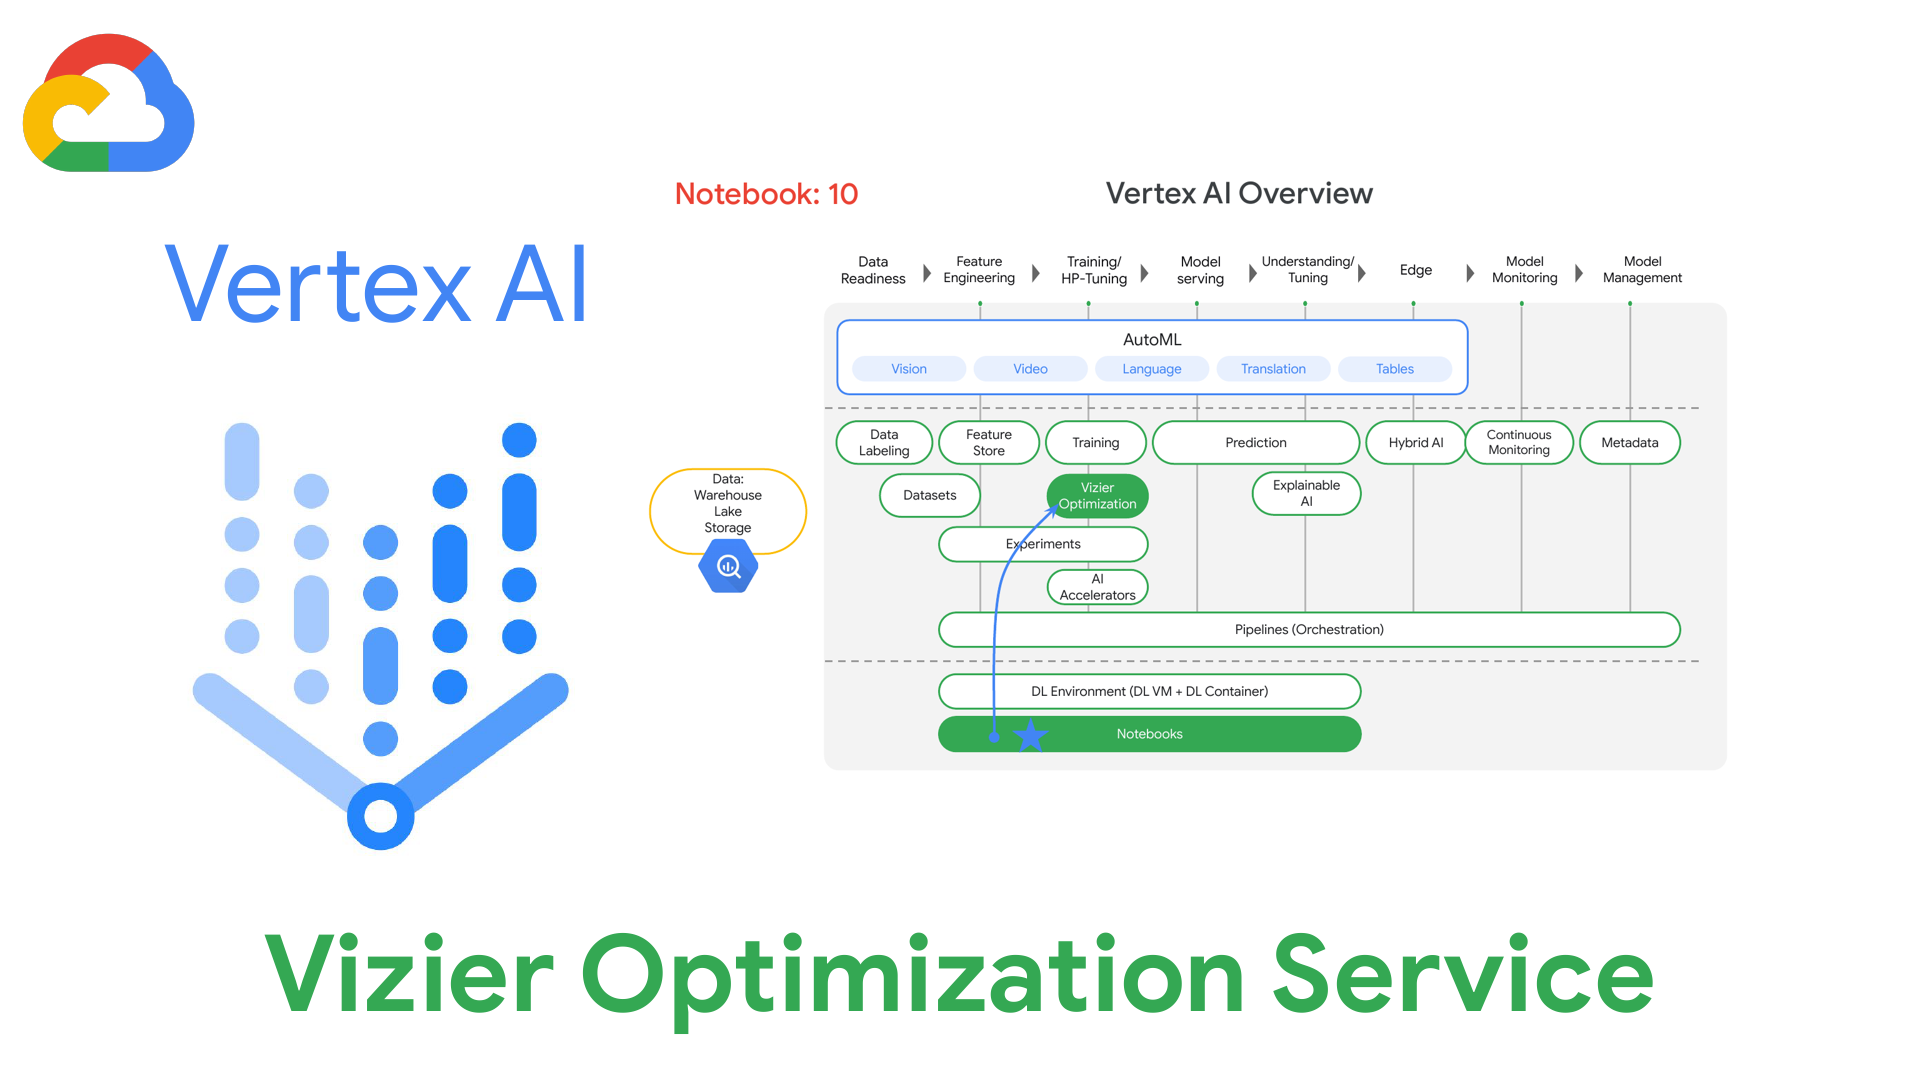 Notebook: 10
Vertex AI Overview
Vertex AI
Data
Readiness
Feature
Engineering
Training/
HP-Tuning
Model
serving
Understanding/
Tuning
Edge
Model
Monitoring
Model
Management
AutoML
Vision
Video
Language
Translation
Tables
Data
Labeling
Feature
Store
Training
Prediction
Hybrid AI
Continuous
Monitoring
Metadata
Data:
Warehouse
Lake
Storage
Datasets
Vizier
Optimization
Explainable
AI
Experiments
AI
Accelerators
Pipelines (Orchestration)
DL Environment (DL VM + DL Container)
Notebooks
Vizier Optimization Service